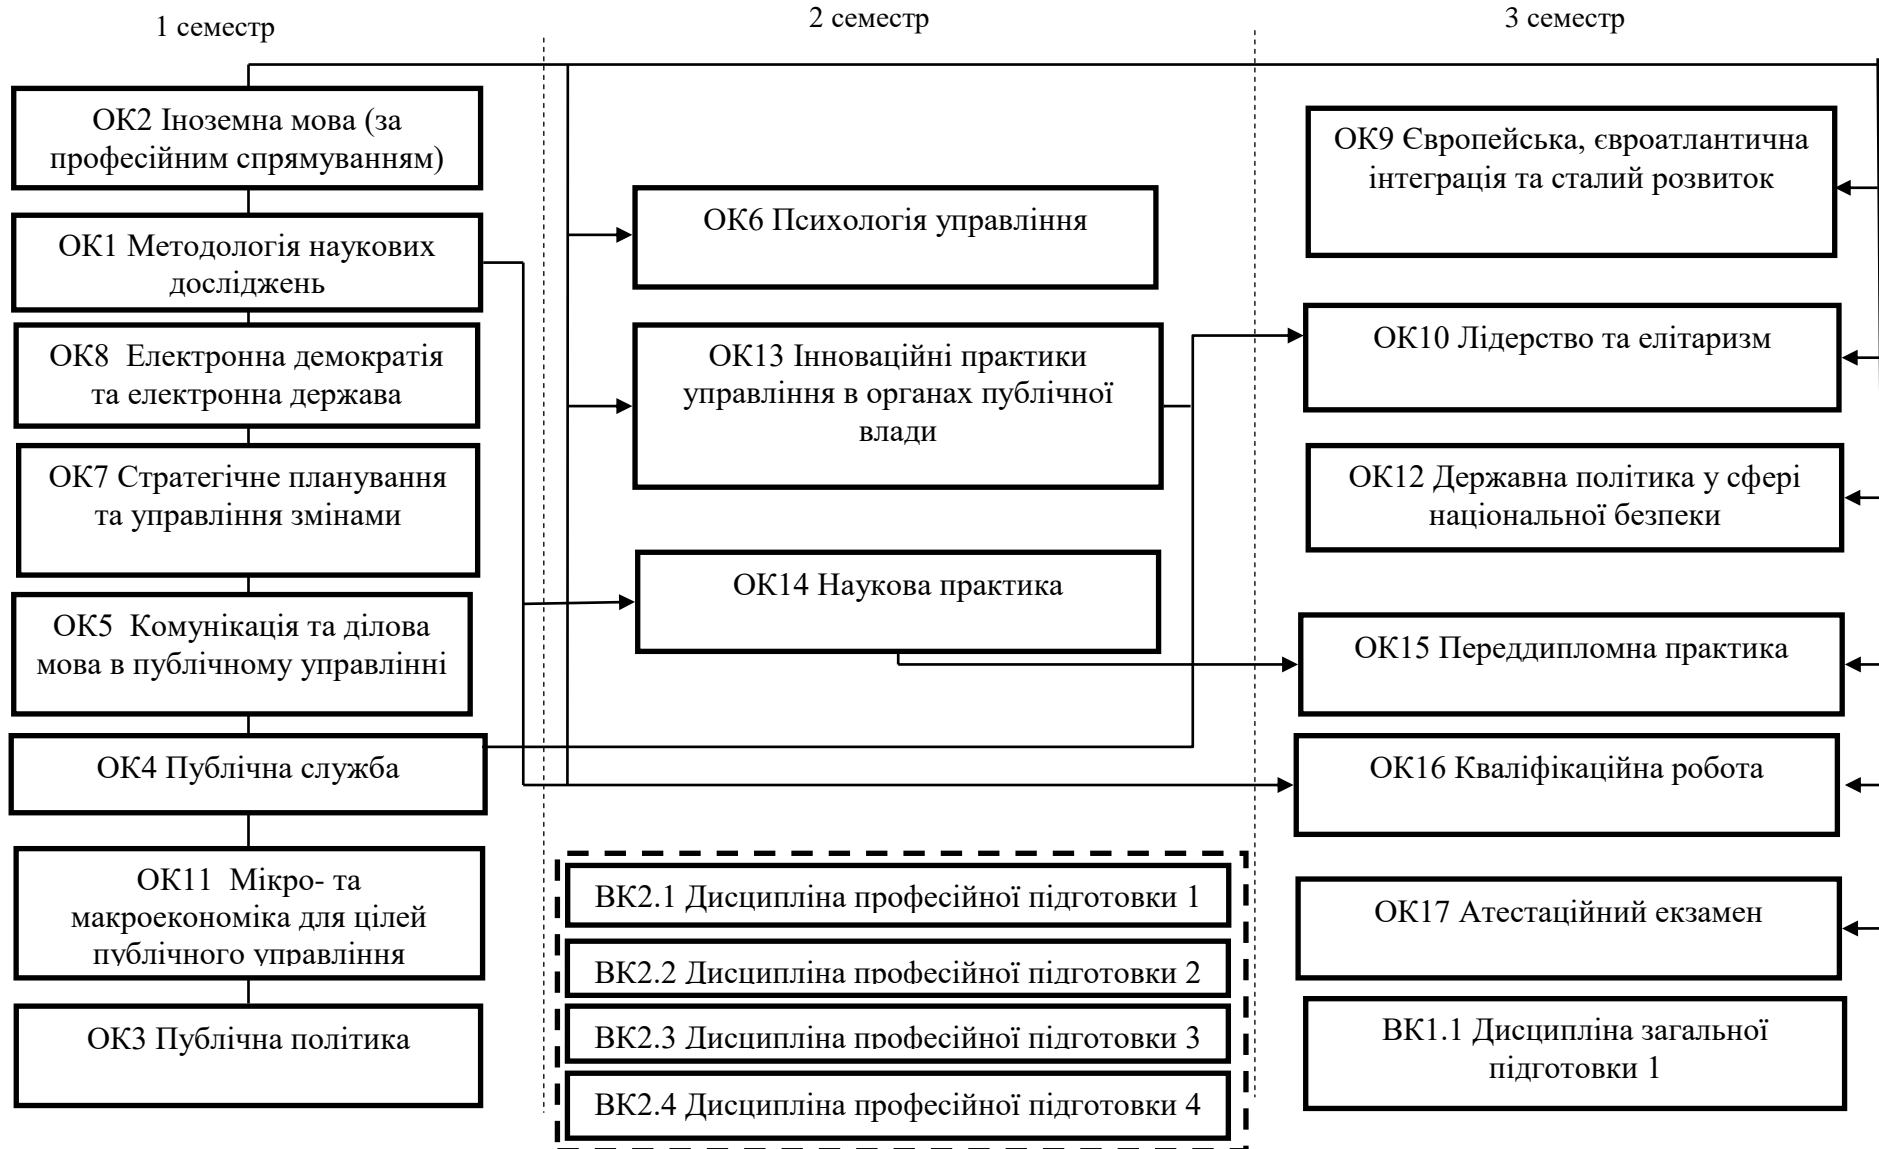 1 семестр
2 семестр
3 семестр
ОК2 Іноземна мова (за
професійним спрямуванням)
ОК1 Методологія наукових
досліджень
ОК8 Електронна демократія
та електронна держава
ОК7 Стратегічне планування
та управління змінами
ОК5 Комунікація та ділова
мова в публічному управлінні
ОК4 Публічна служба
ОК11 Мікро- та
макроекономіка для цілей
публічного управління
ОК3 Публічна політика
ОК6 Психологія управління
ОК13 Інноваційні практики
управління в органах публічної
влади
ОК14 Наукова практика
ВК2.1 Дисципліна професійної підготовки 1
ВК2.2 Дисципліна професійної підготовки 2
ВК2.3 Дисципліна професійної підготовки 3
ВК2.4 Дисципліна професійної підготовки 4
ОК9 Європейська, євроатлантична
інтеграція та сталий розвиток
ОК10 Лідерство та елітаризм
ОК12 Державна політика у сфері
національної безпеки
ОК15 Переддипломна практика
ОК16 Кваліфікаційна робота
ОК17 Атестаційний екзамен
ВК1.1 Дисципліна загальної
підготовки 1